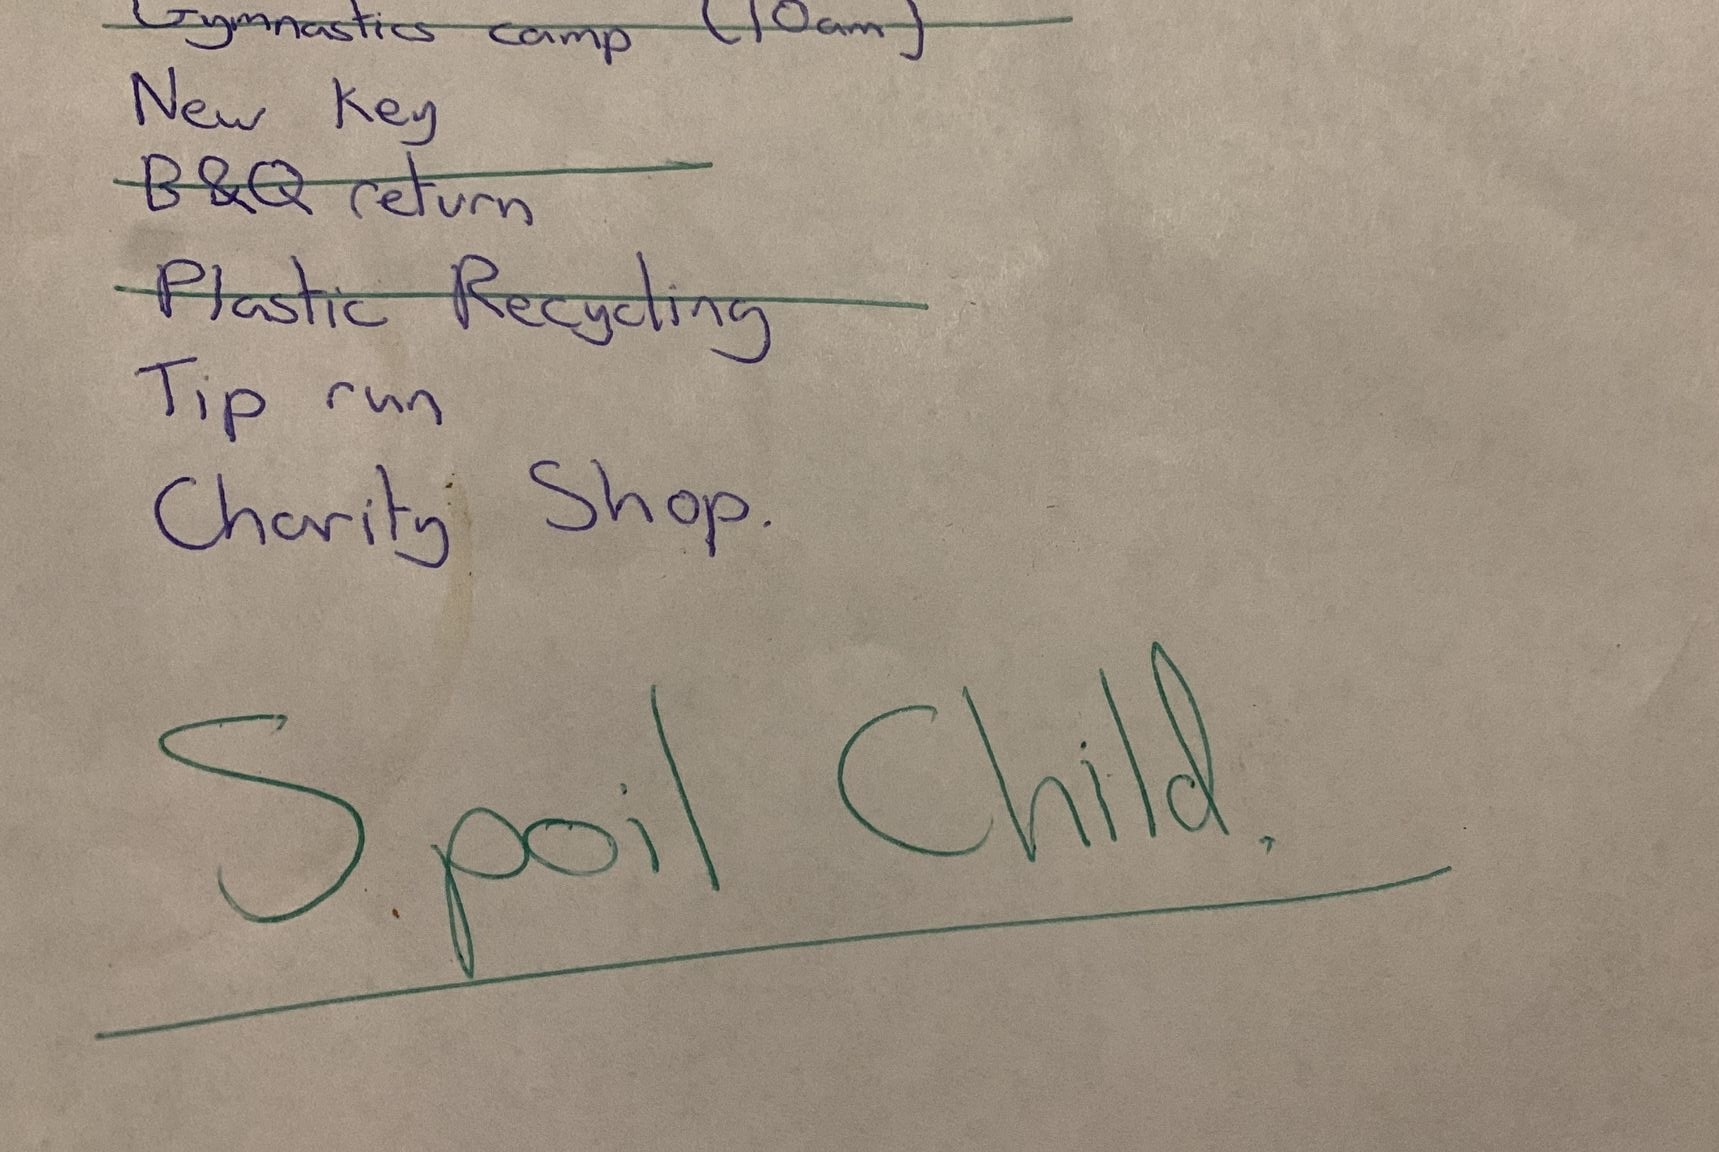 Gymnastics camp (10am)
New Key
B&Q return
Plastic Recycling
Tip run
Charity Shop.
Spoil Child.